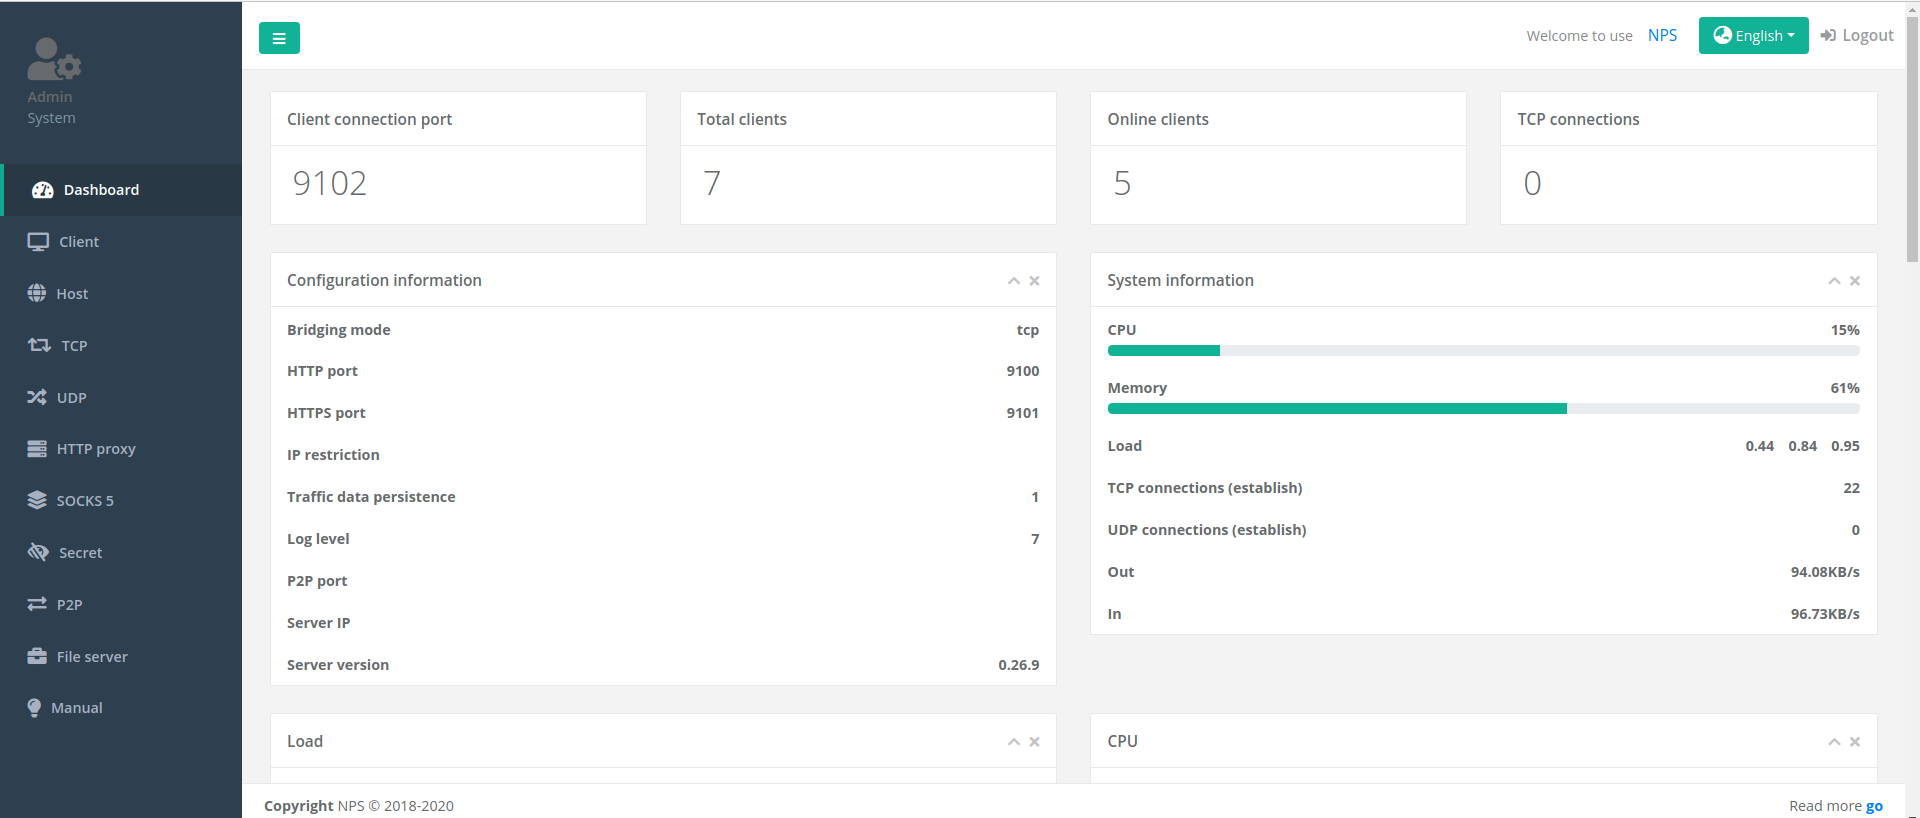 Admin
System
Dashboard
Client
Host
TCP
UDP
HTTP proxy
SOCKS 5
Secret
P2P
File server
Manual
Welcome to use NPS English Logout
Client connection port
9102
Total clients
7
Online clients
5
TCP connections
0
Configuration information
Bridging mode tcp
HTTP port 9100
HTTPS port 9101
IP restriction
Traffic data persistence 1
Log level 7
P2P port
Server IP
Server version 0.26.9
System information
CPU 15%
Memory 61%
Load 0.44 0.84 0.95
TCP connections (establish) 22
UDP connections (establish) 0
Out 94.08KB/s
In 96.73KB/s
Load
CPU
Copyright NPS © 2018-2020
Read more go